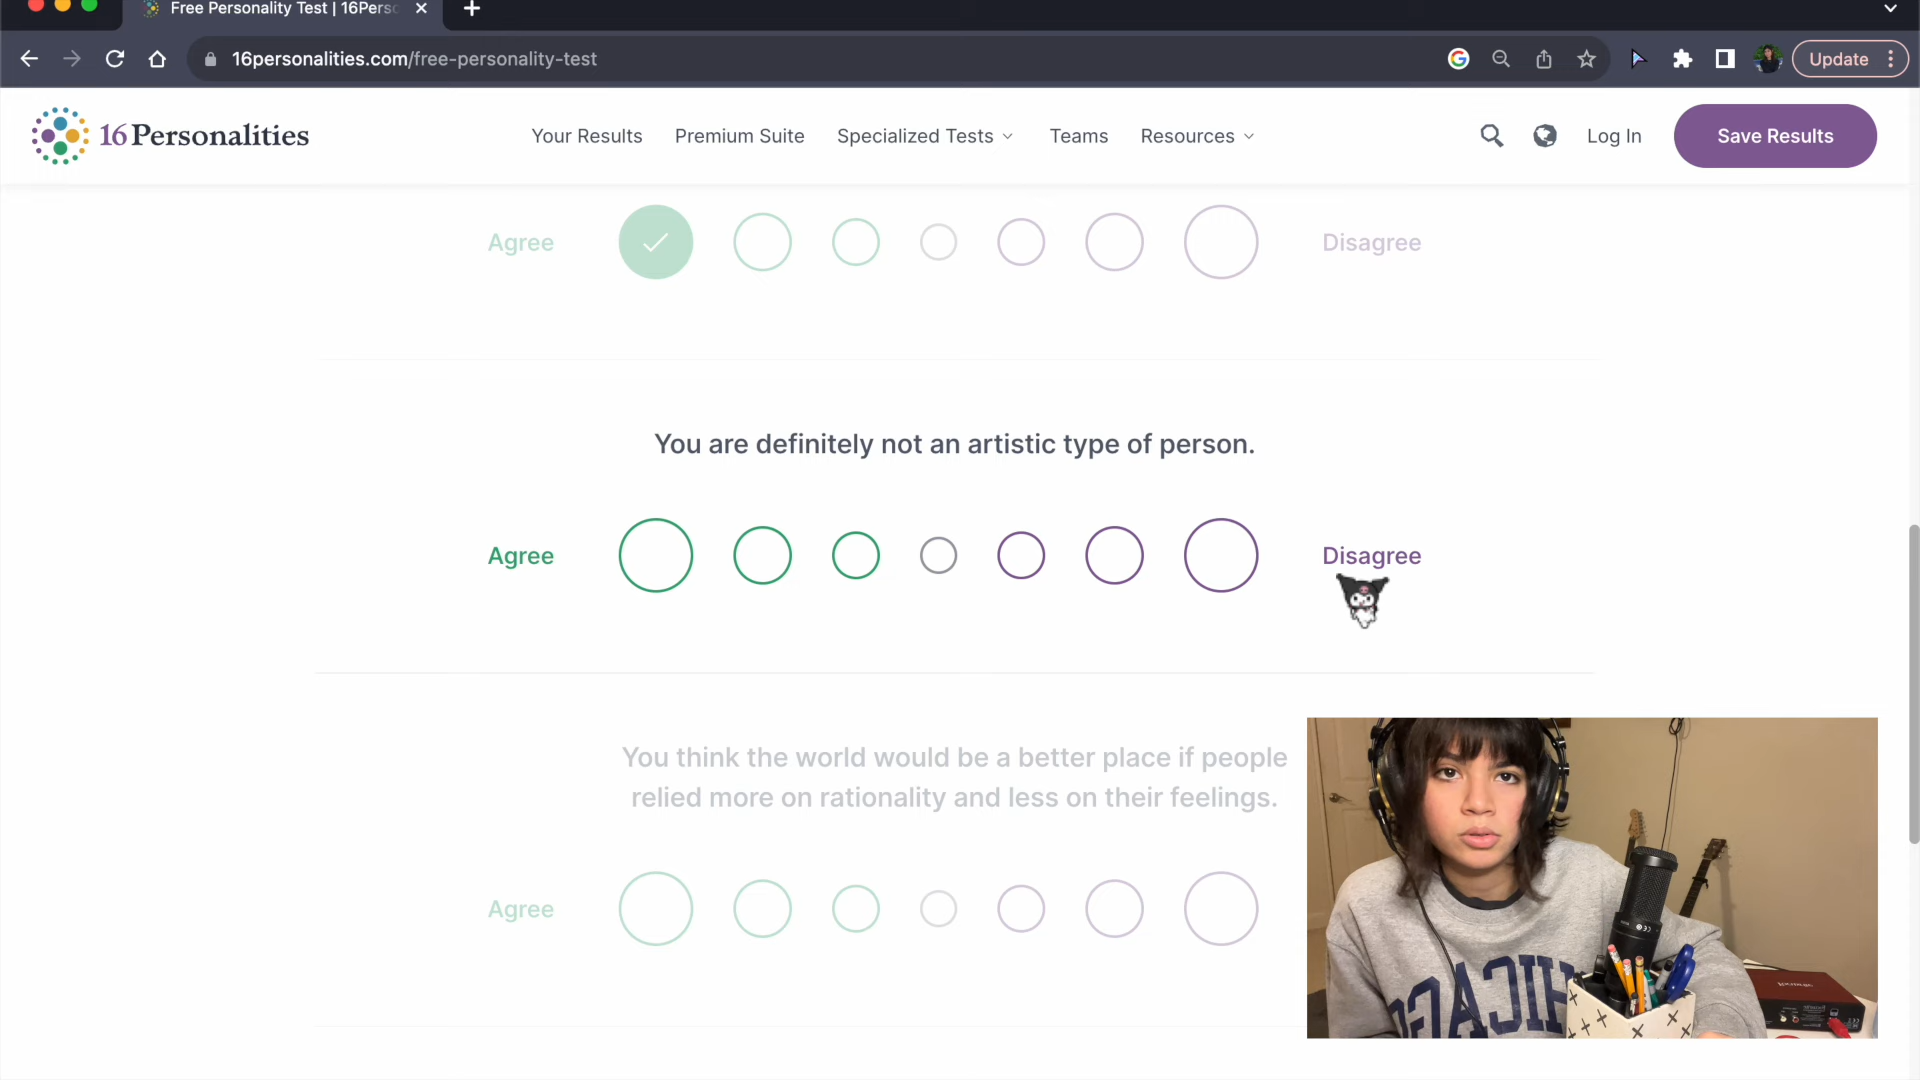 Free Personality Test | 16Pers
16personalities.com/free-personality-test
Update
16Personalities
Your Results
Premium Suite
Specialized Tests
Teams
Resources
Log In
Save Results
Agree
Disagree
You are definitely not an artistic type of person.
Agree
Disagree
You think the world would be a better place if people
relied more on rationality and less on their feelings.
Agree
CHICAG